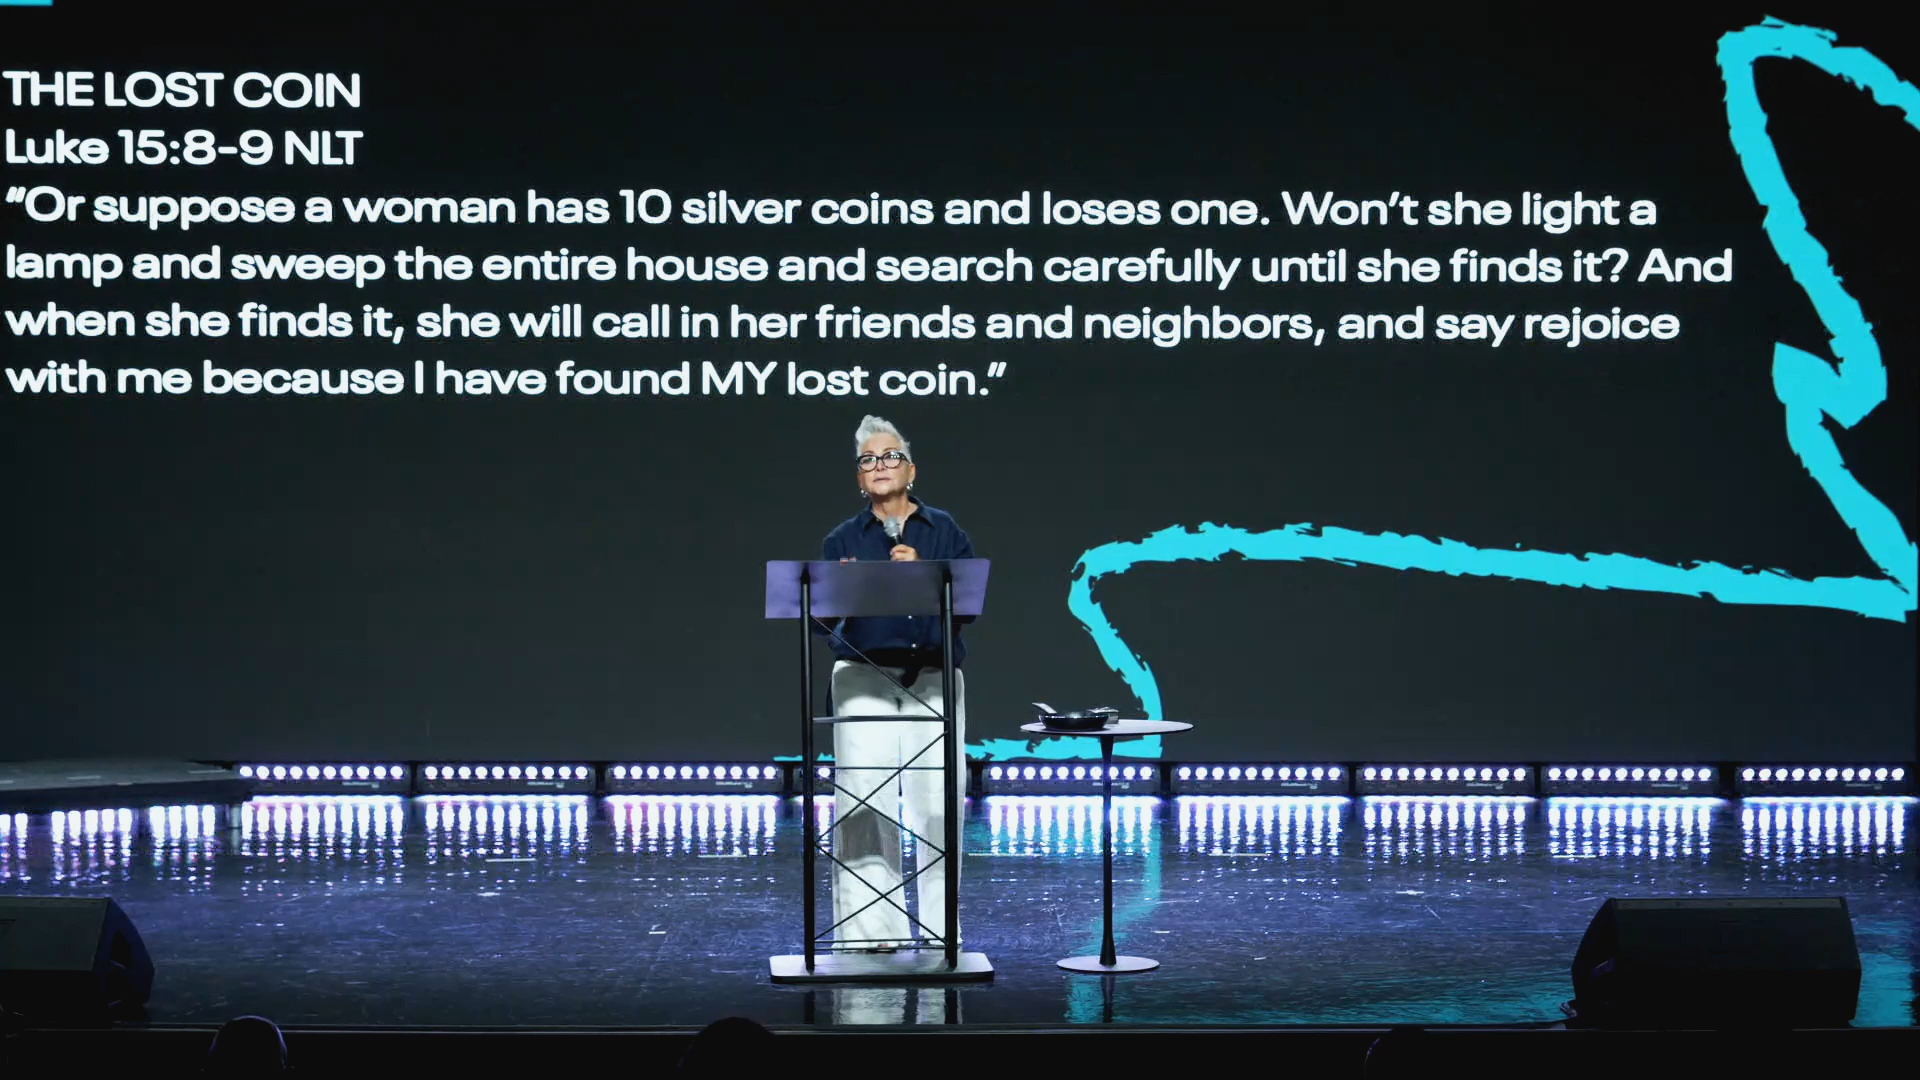 THE LOST COIN
Luke 15:8-9 NLT
“Or suppose a woman has 10 silver coins and loses one. Won’t she light a
lamp and sweep the entire house and search carefully until she finds it? And
when she finds it, she will call in her friends and neighbors, and say rejoice
with me because I have found MY lost coin.”